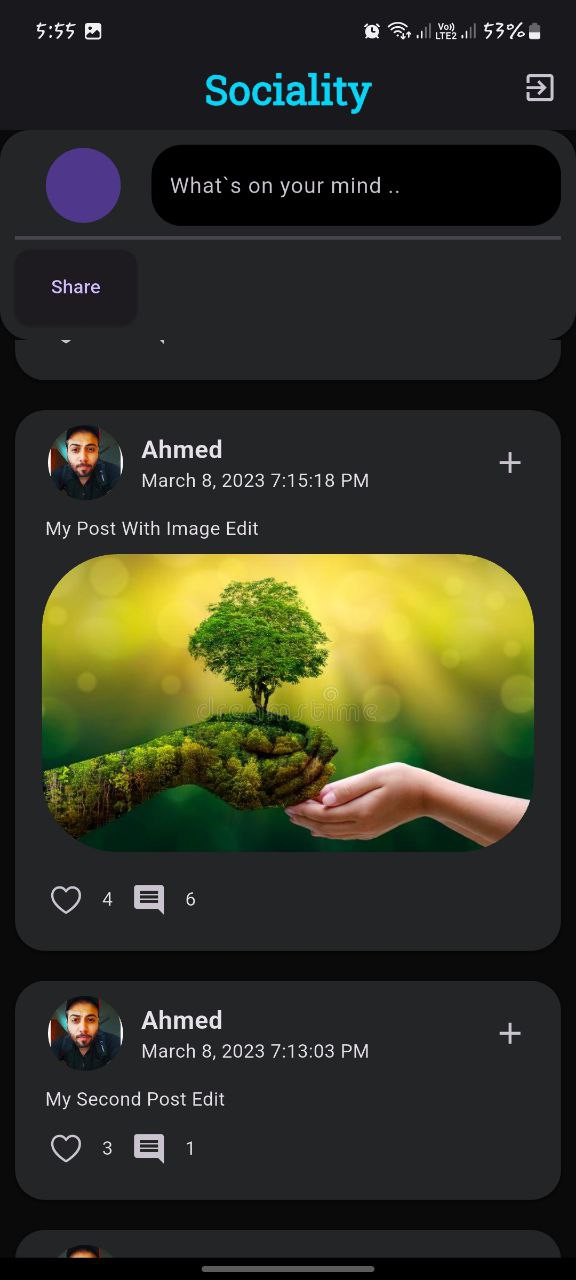 5:55 Vo)) LTE2 53%
Sociality
What`s on your mind ..
Share
Ahmed
March 8, 2023 7:15:18 PM
My Post With Image Edit
dreamstime
4 6
Ahmed
March 8, 2023 7:13:03 PM
My Second Post Edit
3 1